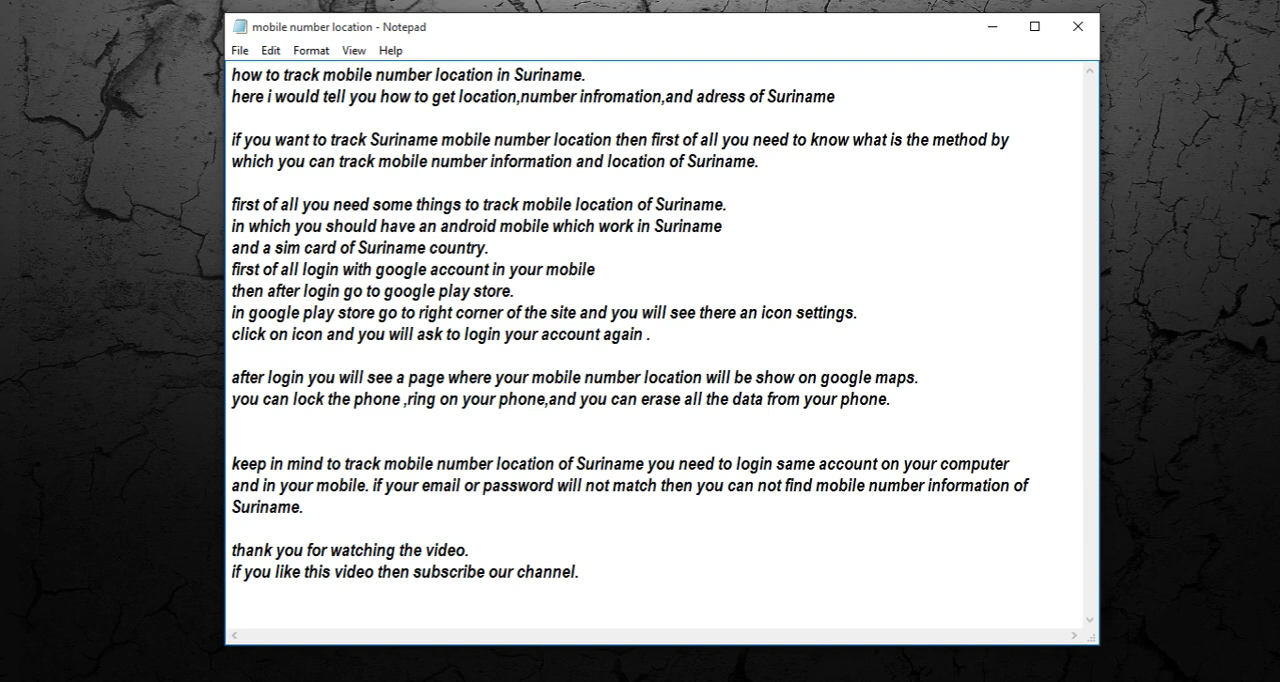 mobile number location - Notepad
File Edit Format View Help
how to track mobile number location in Suriname.
here i would tell you how to get location,number infromation,and adress of Suriname
if you want to track Suriname mobile number location then first of all you need to know what is the method by
which you can track mobile number information and location of Suriname.
first of all you need some things to track mobile location of Suriname.
in which you should have an android mobile which work in Suriname
and a sim card of Suriname country.
first of all login with google account in your mobile
then after login go to google play store.
in google play store go to right corner of the site and you will see there an icon settings.
click on icon and you will ask to login your account again .
after login you will see a page where your mobile number location will be show on google maps.
you can lock the phone ,ring on your phone,and you can erase all the data from your phone.
keep in mind to track mobile number location of Suriname you need to login same account on your computer
and in your mobile. if your email or password will not match then you can not find mobile number information of
Suriname.
thank you for watching the video.
if you like this video then subscribe our channel.